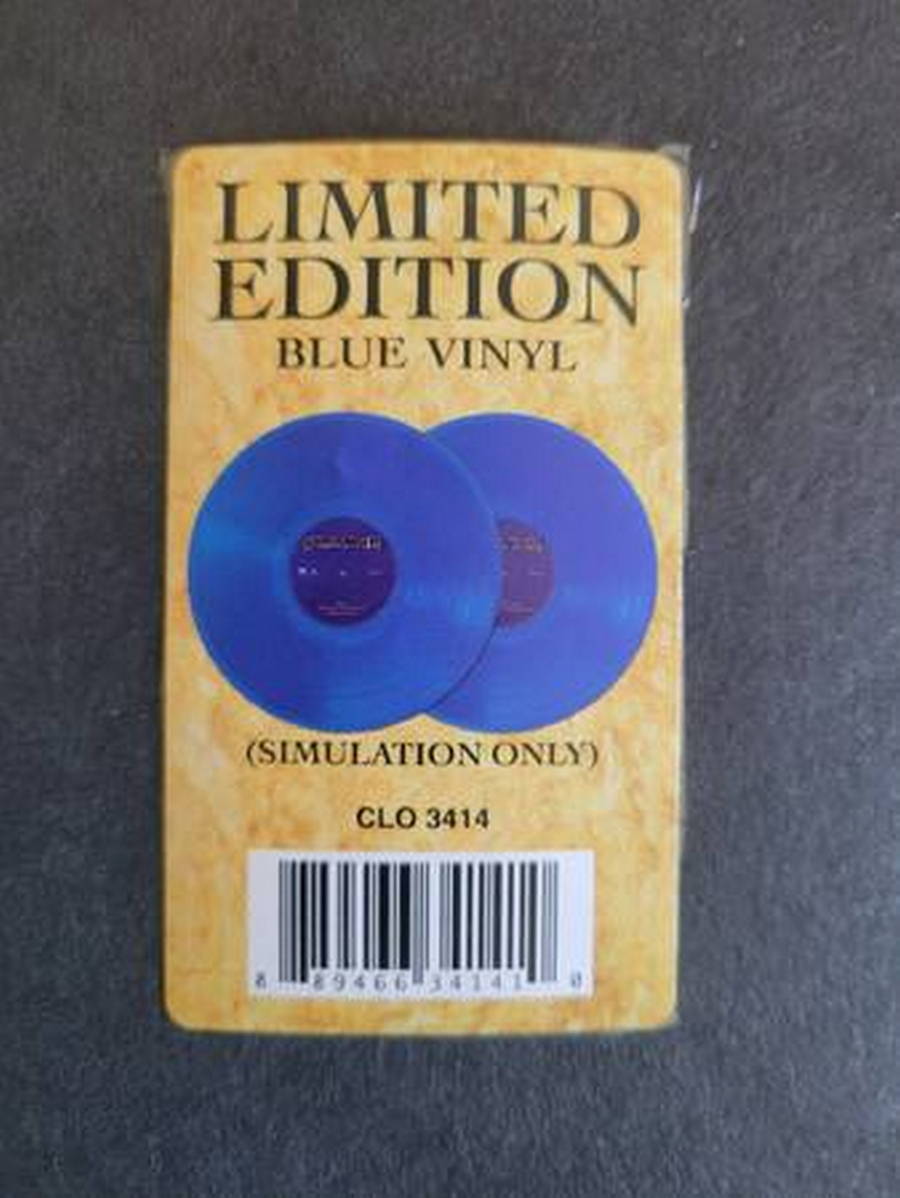 LIMITED
EDITION
BLUE VINYL
(SIMULATION ONLY)
CLO 3414
8 89466 34141 0